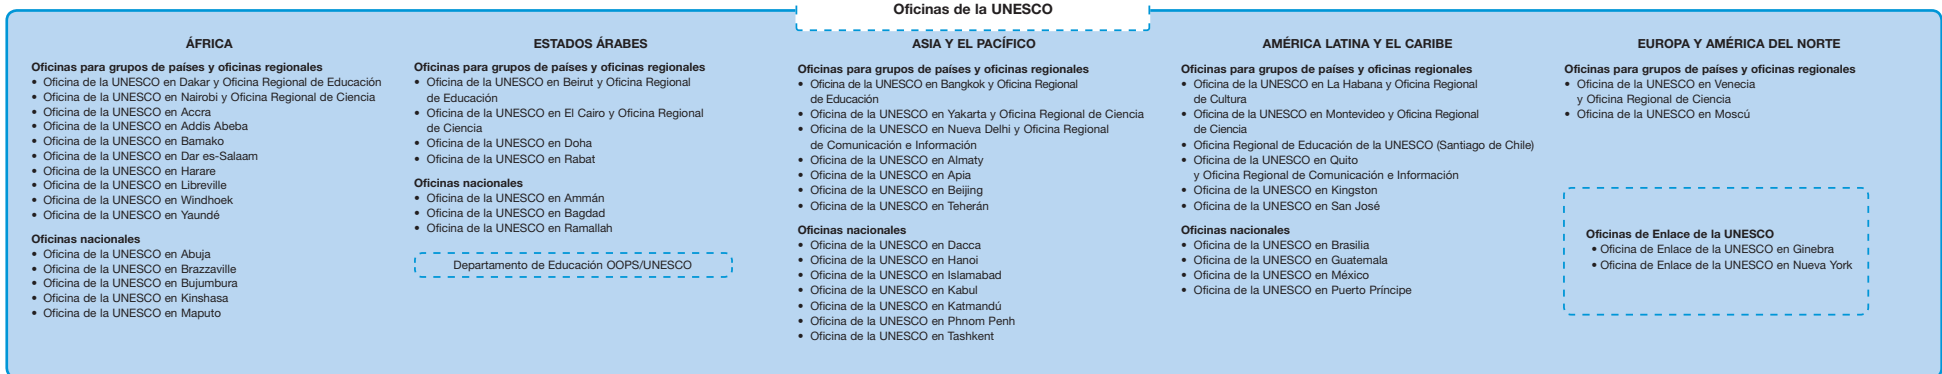 Oficinas de la UNESCO
ÁFRICA
Oficinas para grupos de países y oficinas regionales
• Oficina de la UNESCO en Dakar y Oficina Regional de Educación
• Oficina de la UNESCO en Nairobi y Oficina Regional de Ciencia
• Oficina de la UNESCO en Accra
• Oficina de la UNESCO en Addis Abeba
• Oficina de la UNESCO en Bamako
• Oficina de la UNESCO en Dar es-Salaam
• Oficina de la UNESCO en Harare
• Oficina de la UNESCO en Libreville
• Oficina de la UNESCO en Windhoek
• Oficina de la UNESCO en Yaundé
Oficinas nacionales
• Oficina de la UNESCO en Abuja
• Oficina de la UNESCO en Brazzaville
• Oficina de la UNESCO en Bujumbura
• Oficina de la UNESCO en Kinshasa
• Oficina de la UNESCO en Maputo
ESTADOS ÁRABES
Oficinas para grupos de países y oficinas regionales
• Oficina de la UNESCO en Beirut y Oficina Regional
de Educación
• Oficina de la UNESCO en El Cairo y Oficina Regional
de Ciencia
• Oficina de la UNESCO en Doha
• Oficina de la UNESCO en Rabat
Oficinas nacionales
• Oficina de la UNESCO en Ammán
• Oficina de la UNESCO en Bagdad
• Oficina de la UNESCO en Ramallah
Departamento de Educación OOPS/UNESCO
ASIA Y EL PACÍFICO
Oficinas para grupos de países y oficinas regionales
• Oficina de la UNESCO en Bangkok y Oficina Regional
de Educación
• Oficina de la UNESCO en Yakarta y Oficina Regional de Ciencia
• Oficina de la UNESCO en Nueva Delhi y Oficina Regional
de Comunicación e Información
• Oficina de la UNESCO en Almaty
• Oficina de la UNESCO en Apia
• Oficina de la UNESCO en Beijing
• Oficina de la UNESCO en Teherán
Oficinas nacionales
• Oficina de la UNESCO en Dacca
• Oficina de la UNESCO en Hanoi
• Oficina de la UNESCO en Islamabad
• Oficina de la UNESCO en Kabul
• Oficina de la UNESCO en Katmandú
• Oficina de la UNESCO en Phnom Penh
• Oficina de la UNESCO en Tashkent
AMÉRICA LATINA Y EL CARIBE
Oficinas para grupos de países y oficinas regionales
• Oficina de la UNESCO en La Habana y Oficina Regional
de Cultura
• Oficina de la UNESCO en Montevideo y Oficina Regional
de Ciencia
• Oficina Regional de Educación de la UNESCO (Santiago de Chile)
• Oficina de la UNESCO en Quito
y Oficina Regional de Comunicación e Información
• Oficina de la UNESCO en Kingston
• Oficina de la UNESCO en San José
Oficinas nacionales
• Oficina de la UNESCO en Brasilia
• Oficina de la UNESCO en Guatemala
• Oficina de la UNESCO en México
• Oficina de la UNESCO en Puerto Príncipe
EUROPA Y AMÉRICA DEL NORTE
Oficinas para grupos de países y oficinas regionales
• Oficina de la UNESCO en Venecia
y Oficina Regional de Ciencia
• Oficina de la UNESCO en Moscú
Oficinas de Enlace de la UNESCO
• Oficina de Enlace de la UNESCO en Ginebra
• Oficina de Enlace de la UNESCO en Nueva York